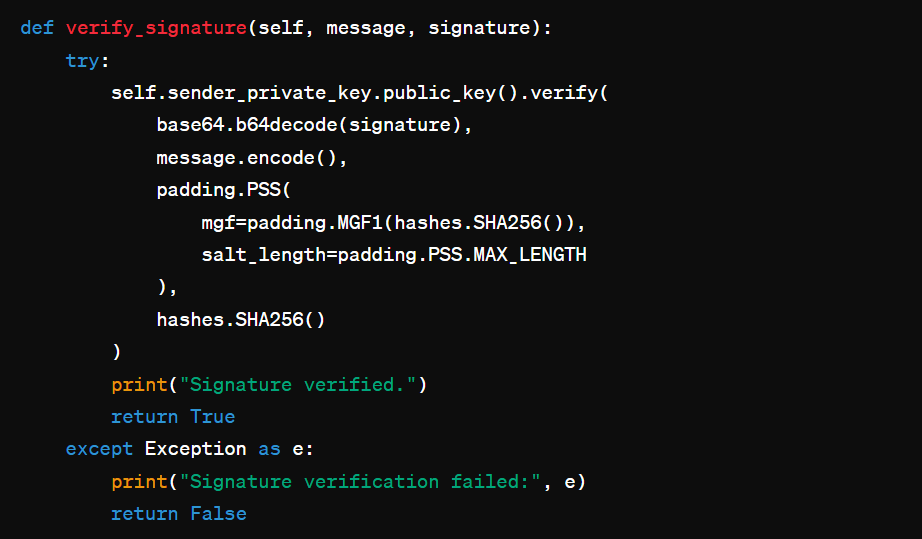 def verify_signature(self, message, signature):
    try:
        self.sender_private_key.public_key().verify(
            base64.b64decode(signature),
            message.encode(),
            padding.PSS(
                mgf=padding.MGF1(hashes.SHA256()),
                salt_length=padding.PSS.MAX_LENGTH
            ),
            hashes.SHA256()
        )
        print("Signature verified.")
        return True
    except Exception as e:
        print("Signature verification failed:", e)
        return False